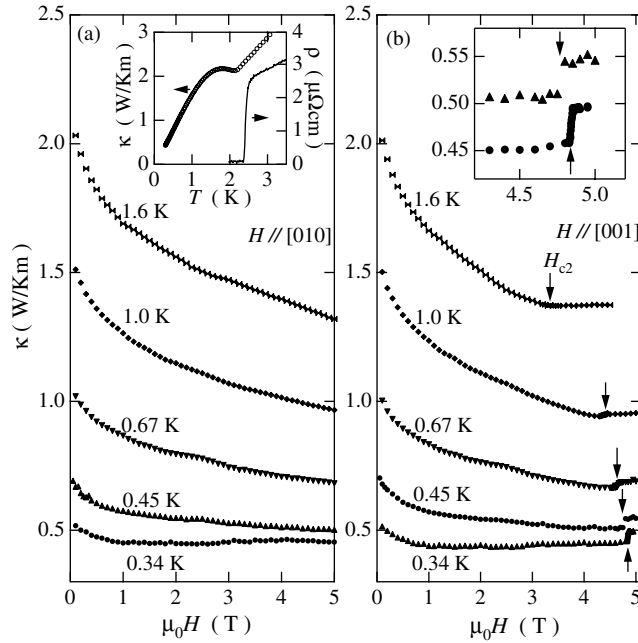 (a)
κ ( W/Km)
3
2
1
0
0
1
2
3
T ( K )
4
3
2
1
0
ρ ( μΩcm)
κ ( W/Km )
2.0
1.5
1.0
0.5
H // [010]
1.6 K
1.0 K
0.67 K
0.45 K
0.34 K
0
1
2
3
4
5
μ0H ( T )
(b)
0.55
0.50
0.45
4.5
5.0
H // [001]
Hc2
1.6 K
1.0 K
0.67 K
0.45 K
0.34 K
2.0
1.5
1.0
0.5
κ ( W/Km )
0
1
2
3
4
5
μ0H ( T )